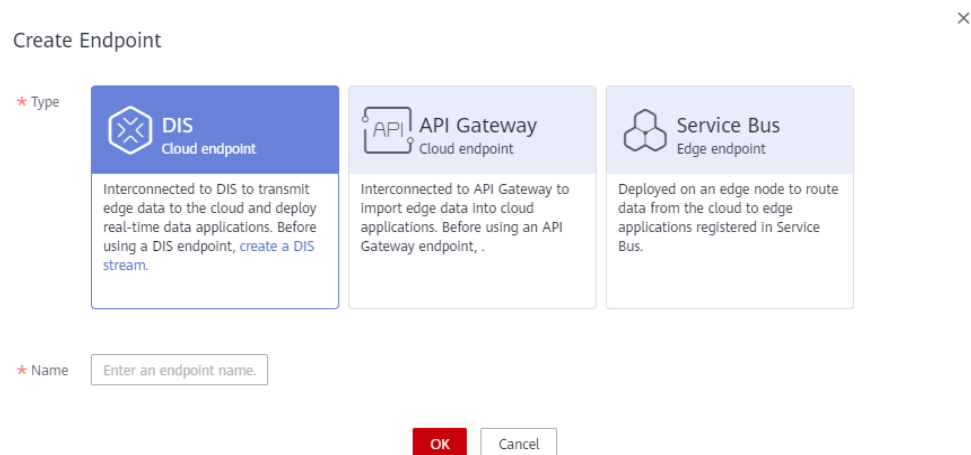 Create Endpoint
* Type
DIS
Cloud endpoint
Interconnected to DIS to transmit
edge data to the cloud and deploy
real-time data applications. Before
using a DIS endpoint, create a DIS
stream.
API
API Gateway
Cloud endpoint
Interconnected to API Gateway to
import edge data into cloud
applications. Before using an API
Gateway endpoint, .
Service Bus
Edge endpoint
Deployed on an edge node to route
data from the cloud to edge
applications registered in Service
Bus.
* Name
Enter an endpoint name.
OK
Cancel